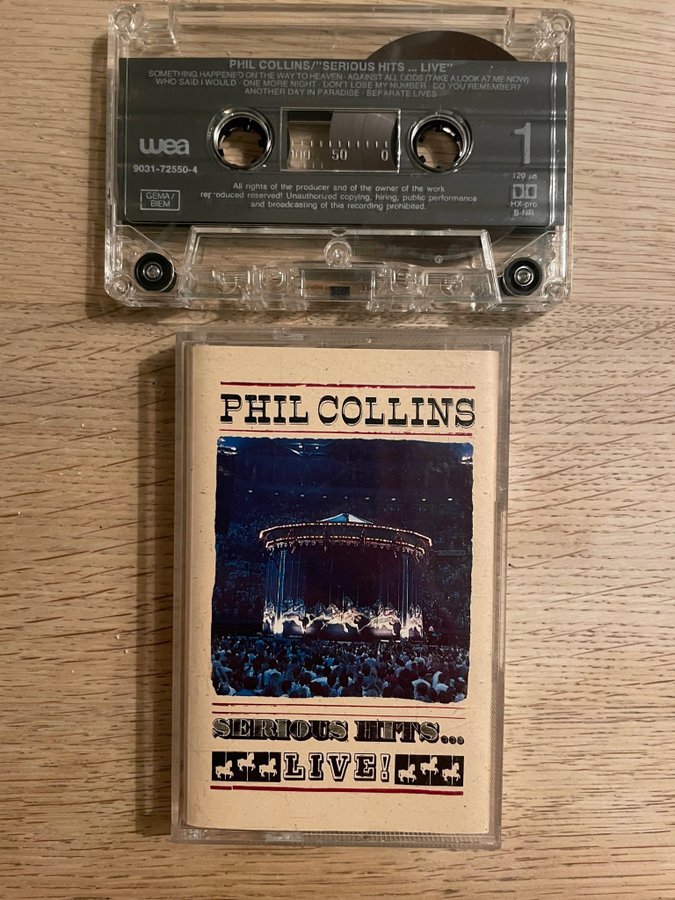 PHIL COLLINS/"SERIOUS HITS ... LIVE"
SOMETHING HAPPENED ON THE WAY TO HEAVEN · AGAINST ALL ODDS (TAKE A LOOK AT ME NOW)
WHO SAID I WOULD · ONE MORE NIGHT · DON'T LOSE MY NUMBER · DO YOU REMEMBER?
ANOTHER DAY IN PARADISE · SEPARATE LIVES
wea
9031-72550-4
100 50 0
1
120 µs
HX-pro
B-NR
GEMA/
BIEM
All rights of the producer and of the owner of the work
reproduced reserved! Unauthorized copying, hiring, public performance
and broadcasting of this recording prohibited.
PHIL COLLINS
SERIOUS HITS...
LIVE!